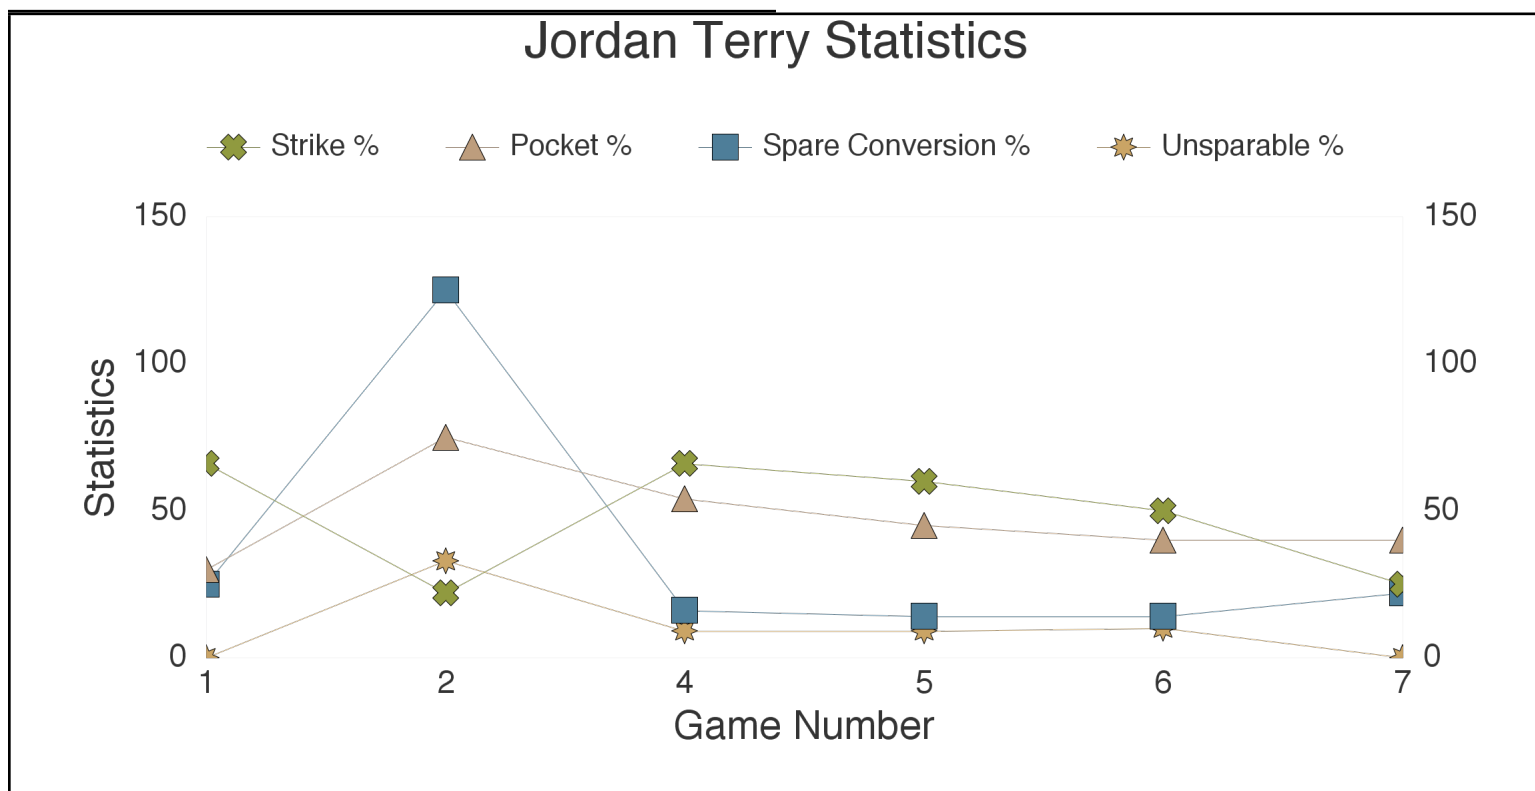 Jordan Terry Statistics
Strike % Pocket % Spare Conversion % Unsparable %
150 150
100 100
Statistics
50 50
0 0
1 2 4 5 6 7
Game Number